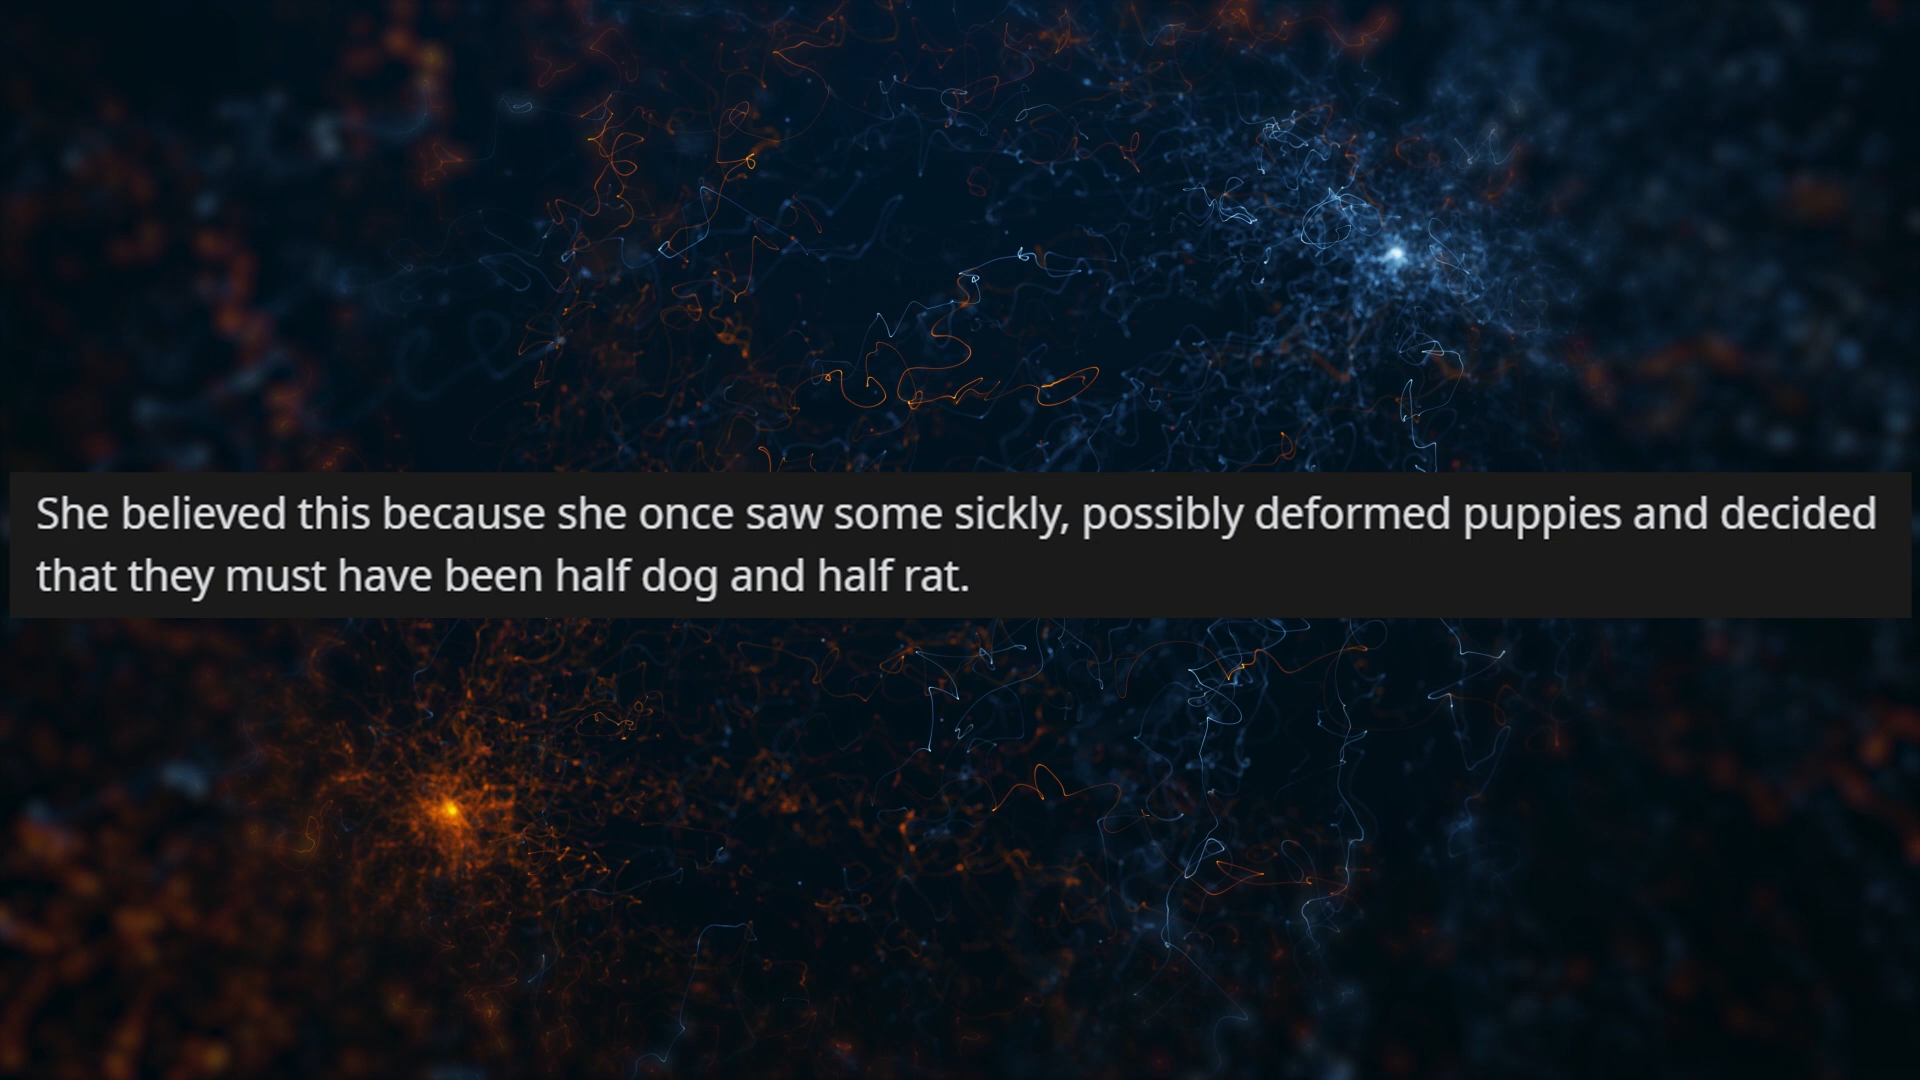 She believed this because she once saw some sickly, possibly deformed puppies and decided
that they must have been half dog and half rat.